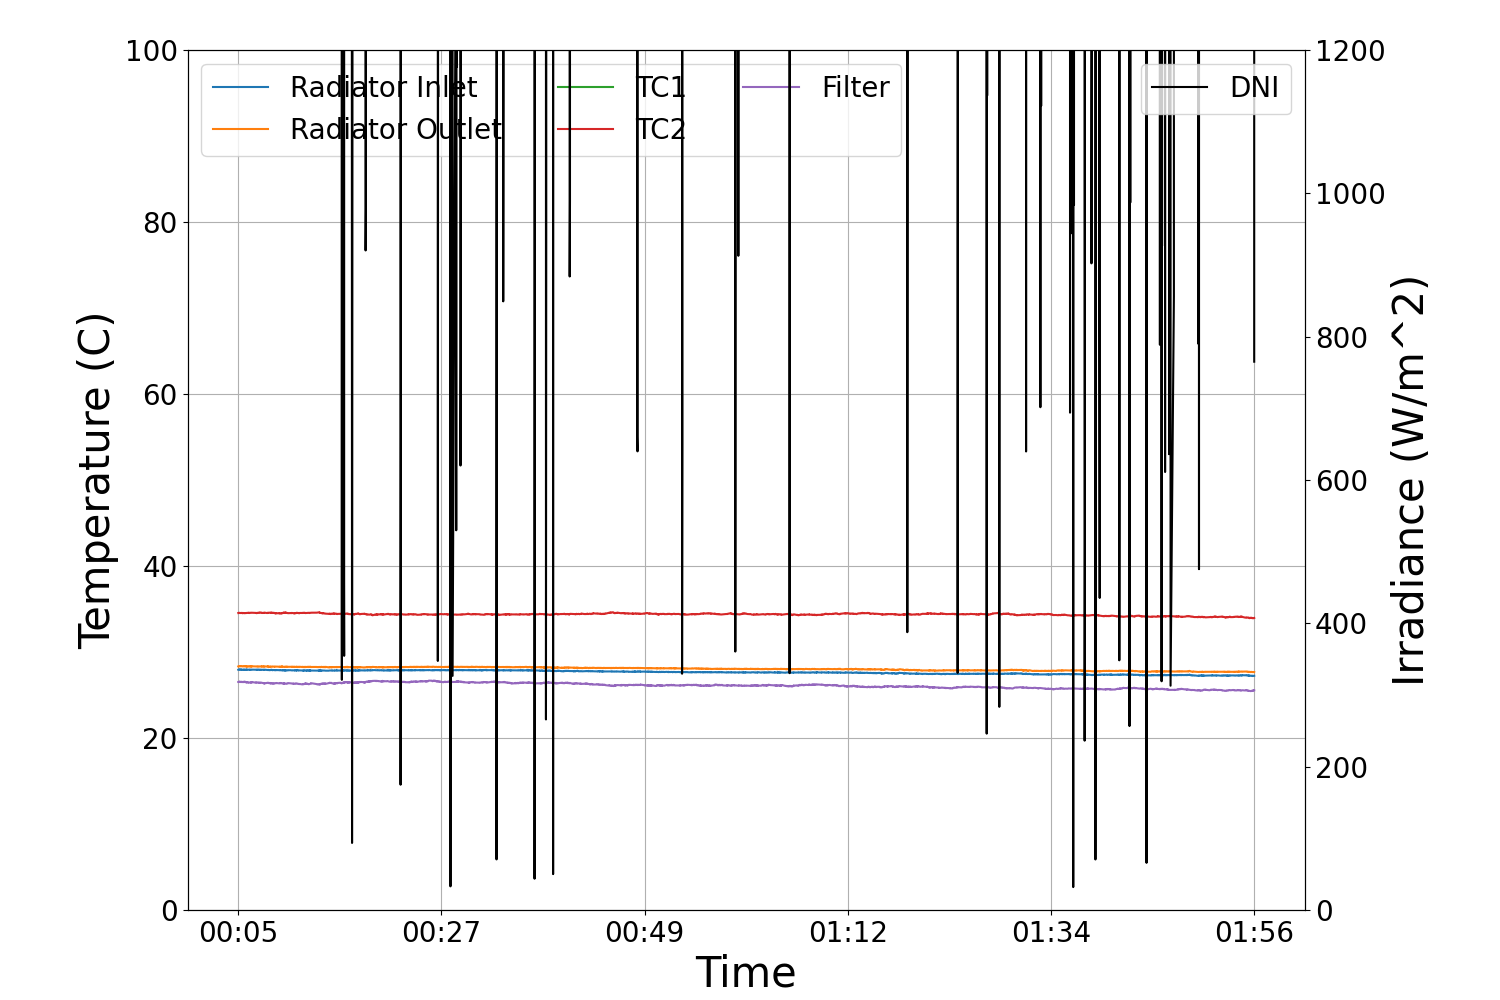 100
80
60
40
20
0
Temperature (C)
Radiator Inlet
Radiator Outlet
TC1
TC2
Filter
DNI
1200
1000
800
600
400
200
0
Irradiance (W/m^2)
00:05 00:27 00:49 01:12 01:34 01:56
Time